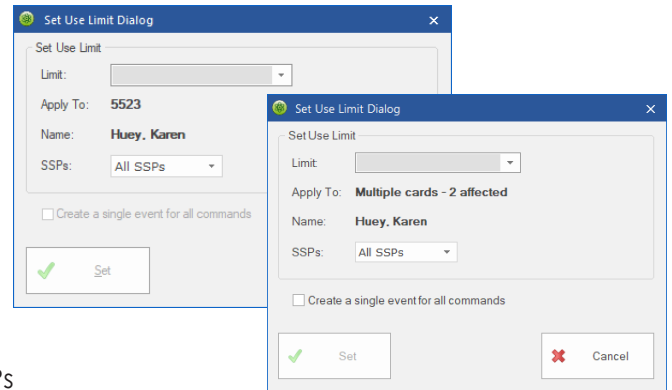 Set Use Limit Dialog
Set Use Limit
Limit:
Apply To: 5523
Name: Huey, Karen
SSPs: All SSPs
Create a single event for all commands
Set
Set Use Limit Dialog
Set Use Limit
Limit:
Apply To: Multiple cards - 2 affected
Name: Huey, Karen
SSPs: All SSPs
Create a single event for all commands
Set Cancel